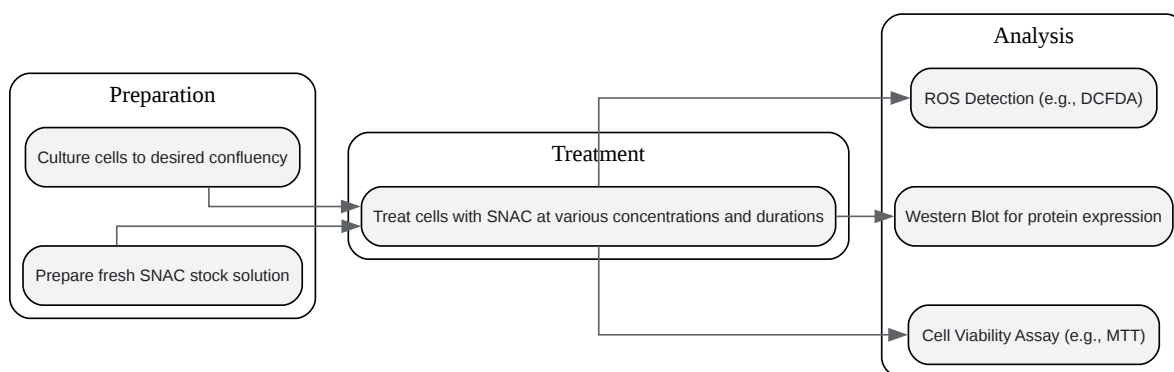 Preparation
Culture cells to desired confluency
Prepare fresh SNAC stock solution
Treatment
Treat cells with SNAC at various concentrations and durations
Analysis
ROS Detection (e.g., DCFDA)
Western Blot for protein expression
Cell Viability Assay (e.g., MTT)